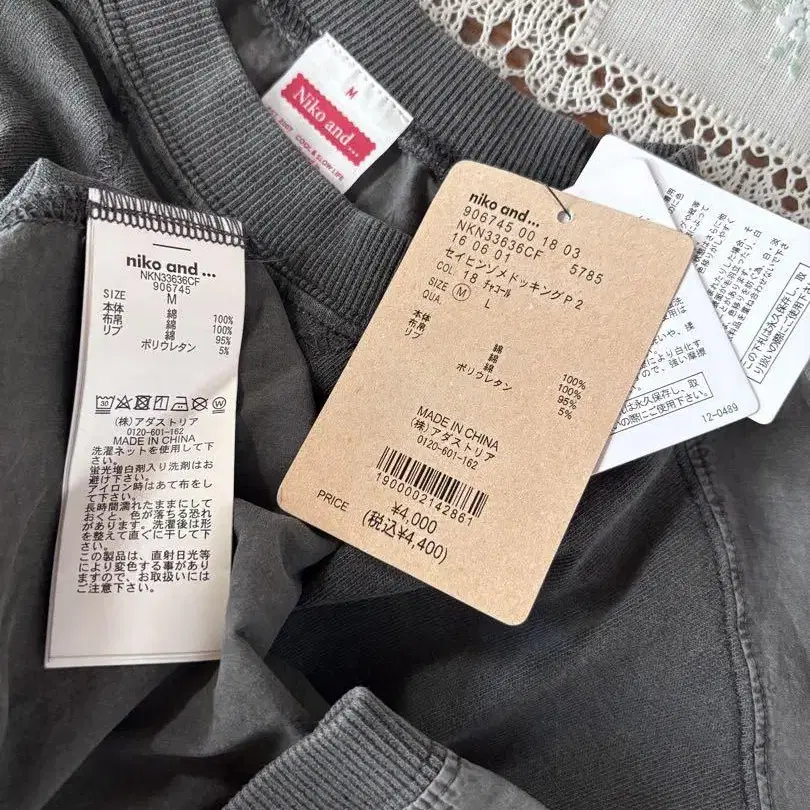 M
Niko and...
COOL & SLOW LIFE
niko and ...
NKN33636CF
906745
SIZE M
本体 綿 100%
布帛 綿 100%
リブ 綿 95%
ポリウレタン 5%
(株)アダストリア
0120-601-162
MADE IN CHINA
洗濯ネットを使用して下さい。
蛍光増白剤入り洗剤はお避け下さい。
アイロン時はあて布をして下さい。
長時間濡れたままにしておくと、色が落ちる恐れがあります。洗濯後は形を整えて直ぐに干して下さい。
この製品は、直射日光等により変色する事がありますので、お取扱いにはご注意下さい。
niko and...
906745 00 18 03
NKN33636CF 5785
16 06 01
セイヒンゾメドッキングP2
COL 18 チャコール
SIZE M L
QUA.
本体 綿 100%
布帛 綿 100%
リブ 綿 95%
ポリウレタン 5%
MADE IN CHINA
(株)アダストリア
0120-601-162
1900002142861
PRICE ¥4,000
(税込¥4,400)
12-0489